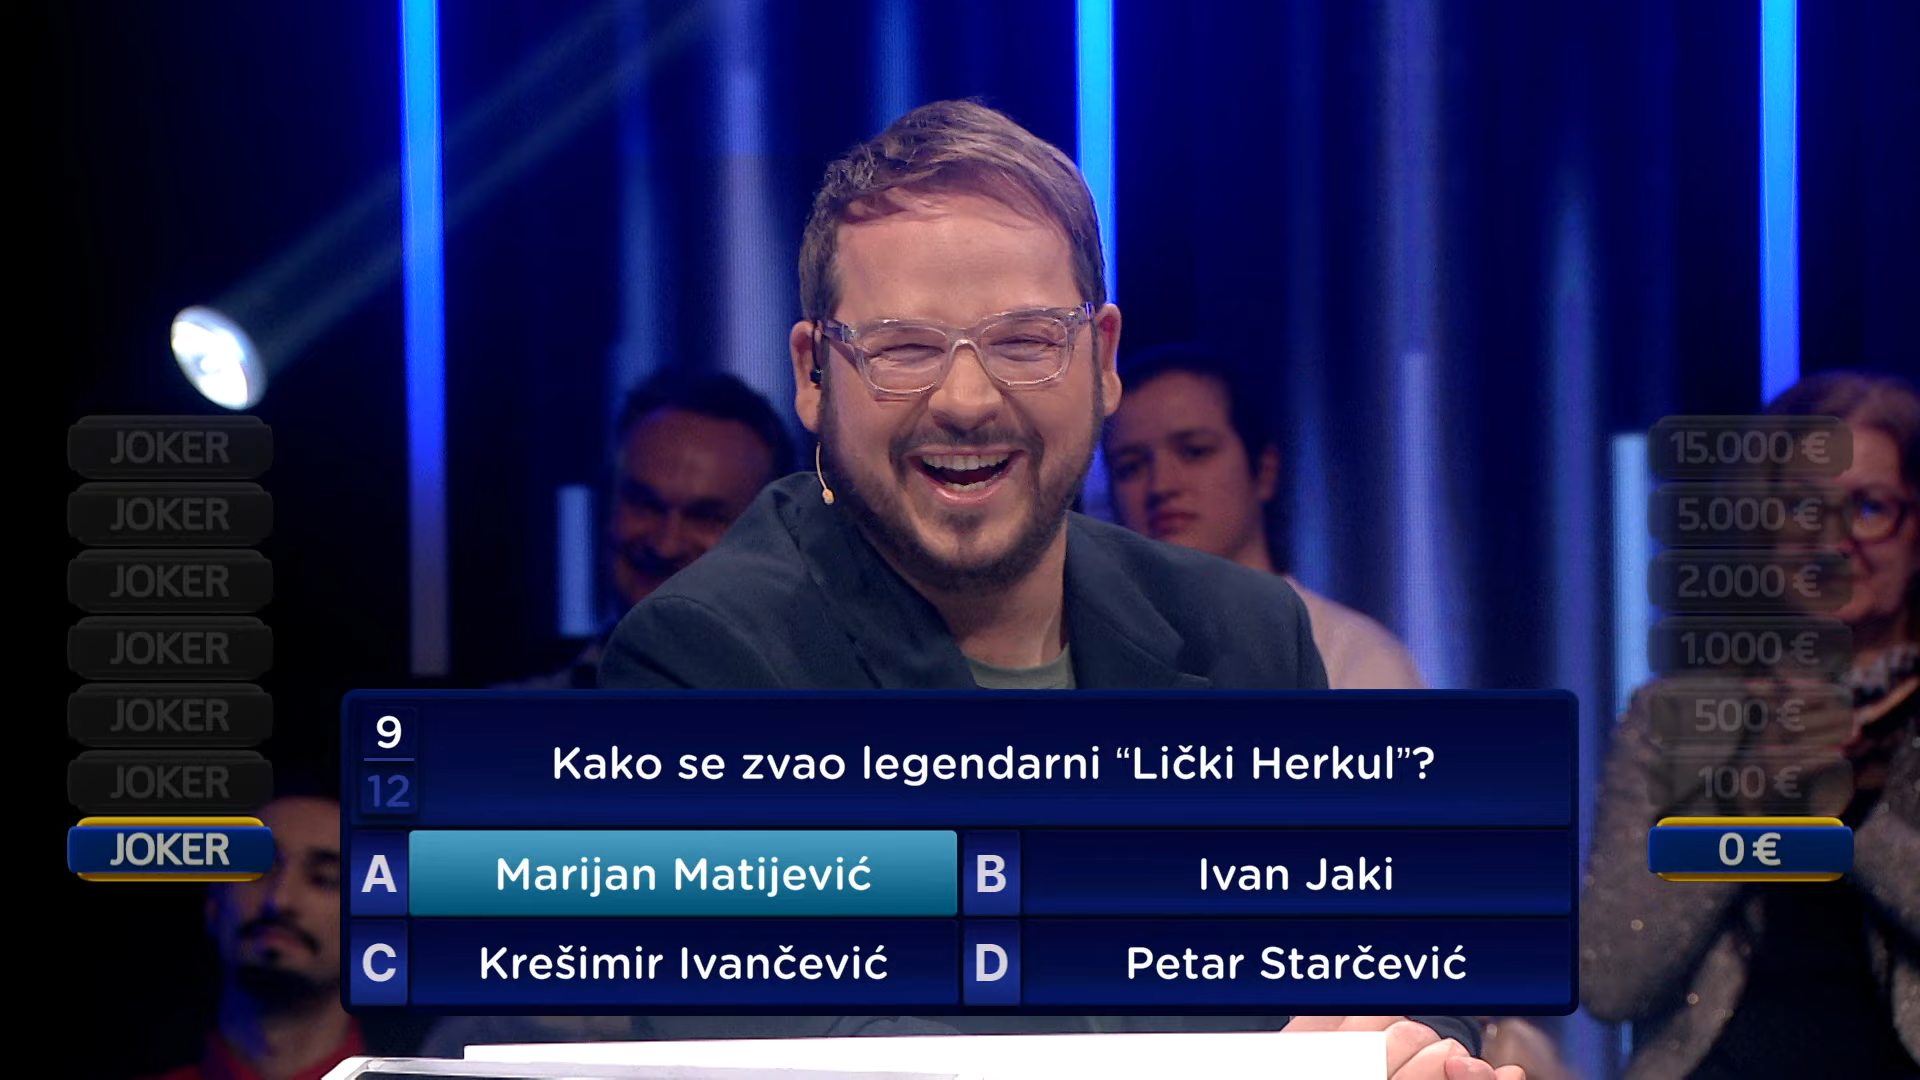 JOKER
JOKER
JOKER
JOKER
JOKER
JOKER
JOKER
15.000 €
5.000 €
2.000 €
1.000 €
500 €
100 €
0 €
9
12
Kako se zvao legendarni “Lički Herkul”?
A Marijan Matijević
B Ivan Jaki
C Krešimir Ivančević
D Petar Starčević